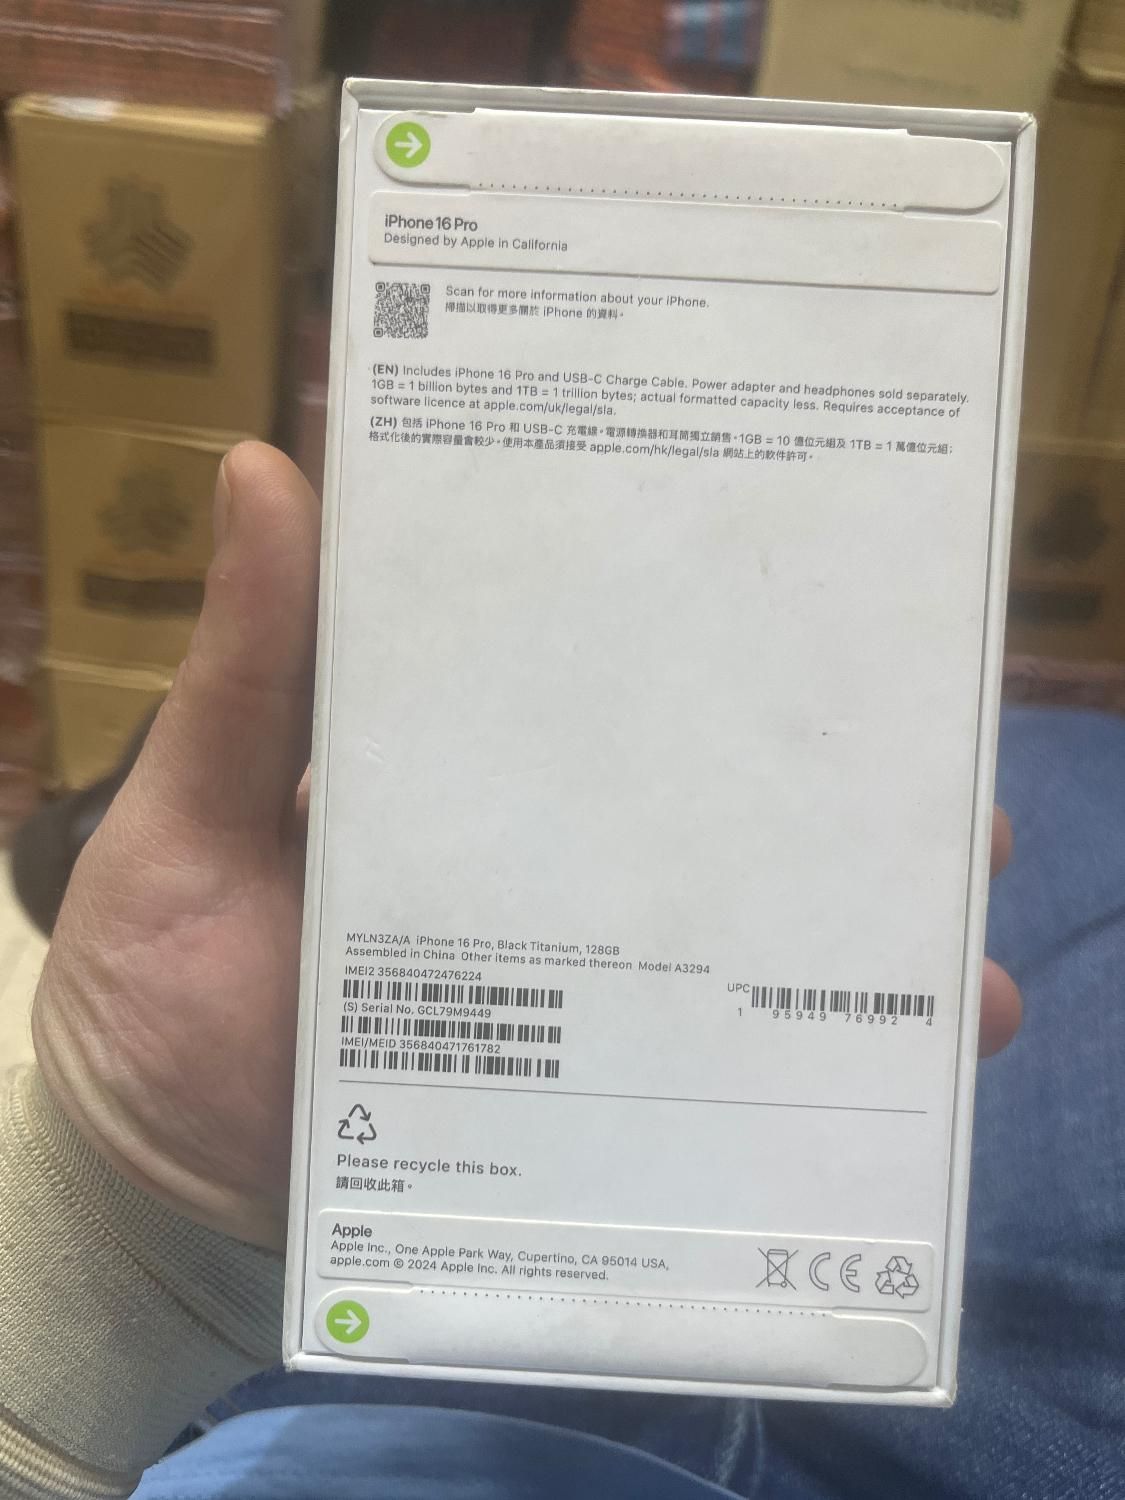 iPhone 16 Pro
Designed by Apple in California
Scan for more information about your iPhone.
掃描以取得更多關於 iPhone 的資料。
(EN) Includes iPhone 16 Pro and USB-C Charge Cable. Power adapter and headphones sold separately.
1GB = 1 billion bytes and 1TB = 1 trillion bytes; actual formatted capacity less. Requires acceptance of
software licence at apple.com/uk/legal/sla.
(ZH) 包括 iPhone 16 Pro 和 USB-C 充電線。電源轉換器和耳筒獨立銷售。1GB = 10 億位元組及 1TB = 1 萬億位元組；
格式化後的實際容量會較少。使用本產品須接受 apple.com/hk/legal/sla 網站上的軟件許可。
MYLN3ZA/A iPhone 16 Pro, Black Titanium, 128GB
Assembled in China Other items as marked thereon Model A3294
IMEI2 356840472476224
(S) Serial No. GCL79M9449
IMEI/MEID 356840471761782
UPC
1 95949 76992 4
Please recycle this box.
請回收此箱。
Apple
Apple Inc., One Apple Park Way, Cupertino, CA 95014 USA,
apple.com © 2024 Apple Inc. All rights reserved.
CE